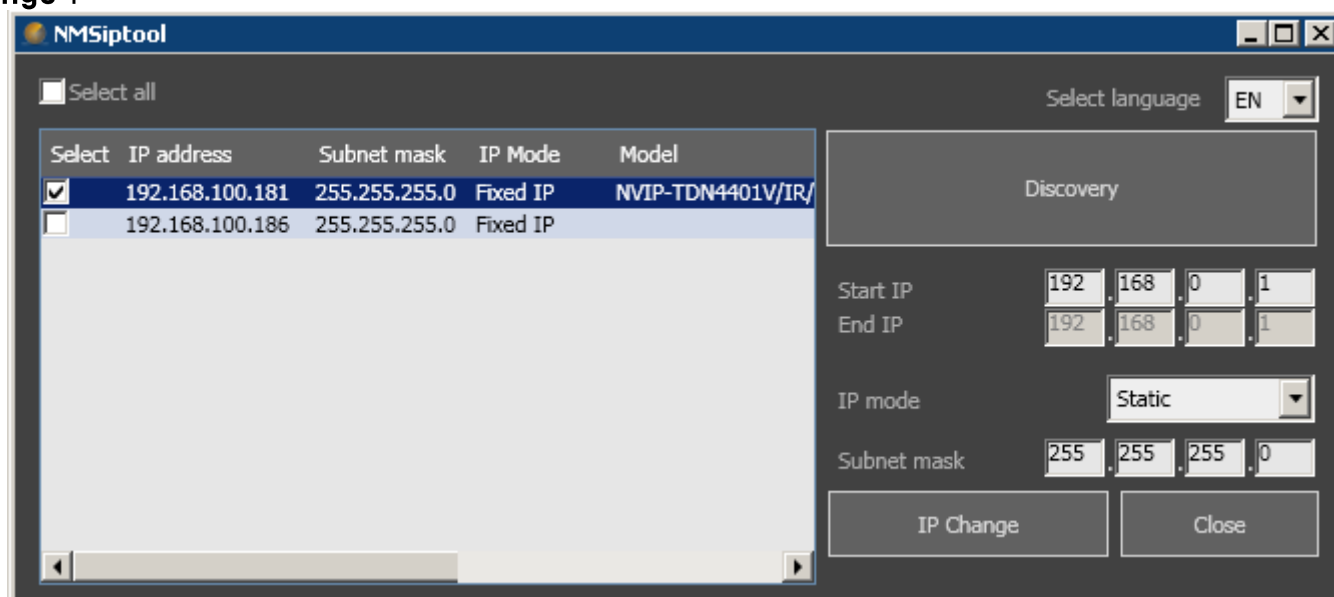 NMSiptool
Select all
Select language EN
Select IP address Subnet mask IP Mode Model
192.168.100.181 255.255.255.0 Fixed IP NVIP-TDN4401V/IR/
192.168.100.186 255.255.255.0 Fixed IP
Discovery
Start IP 192 . 168 . 0 . 1
End IP 192 . 168 . 0 . 1
IP mode Static
Subnet mask 255 . 255 . 255 . 0
IP Change Close